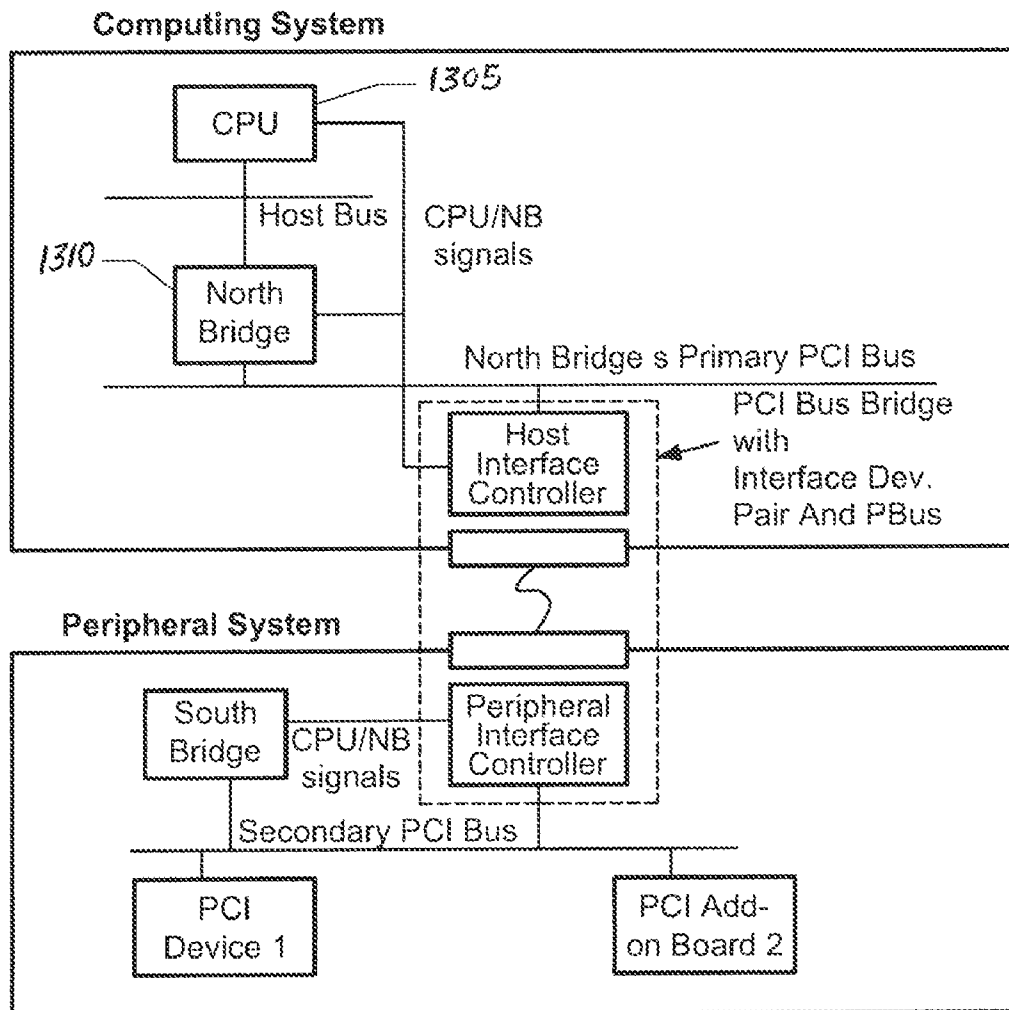 Computing System
1305
CPU
Host Bus
CPU/NB
signals
1310
North
Bridge
North Bridge s Primary PCI Bus
PCI Bus Bridge
with
Interface Dev.
Pair And PBus
Host
Interface
Controller
Peripheral System
South
Bridge
CPU/NB
signals
Peripheral
Interface
Controller
Secondary PCI Bus
PCI
Device 1
PCI Add-
on Board 2